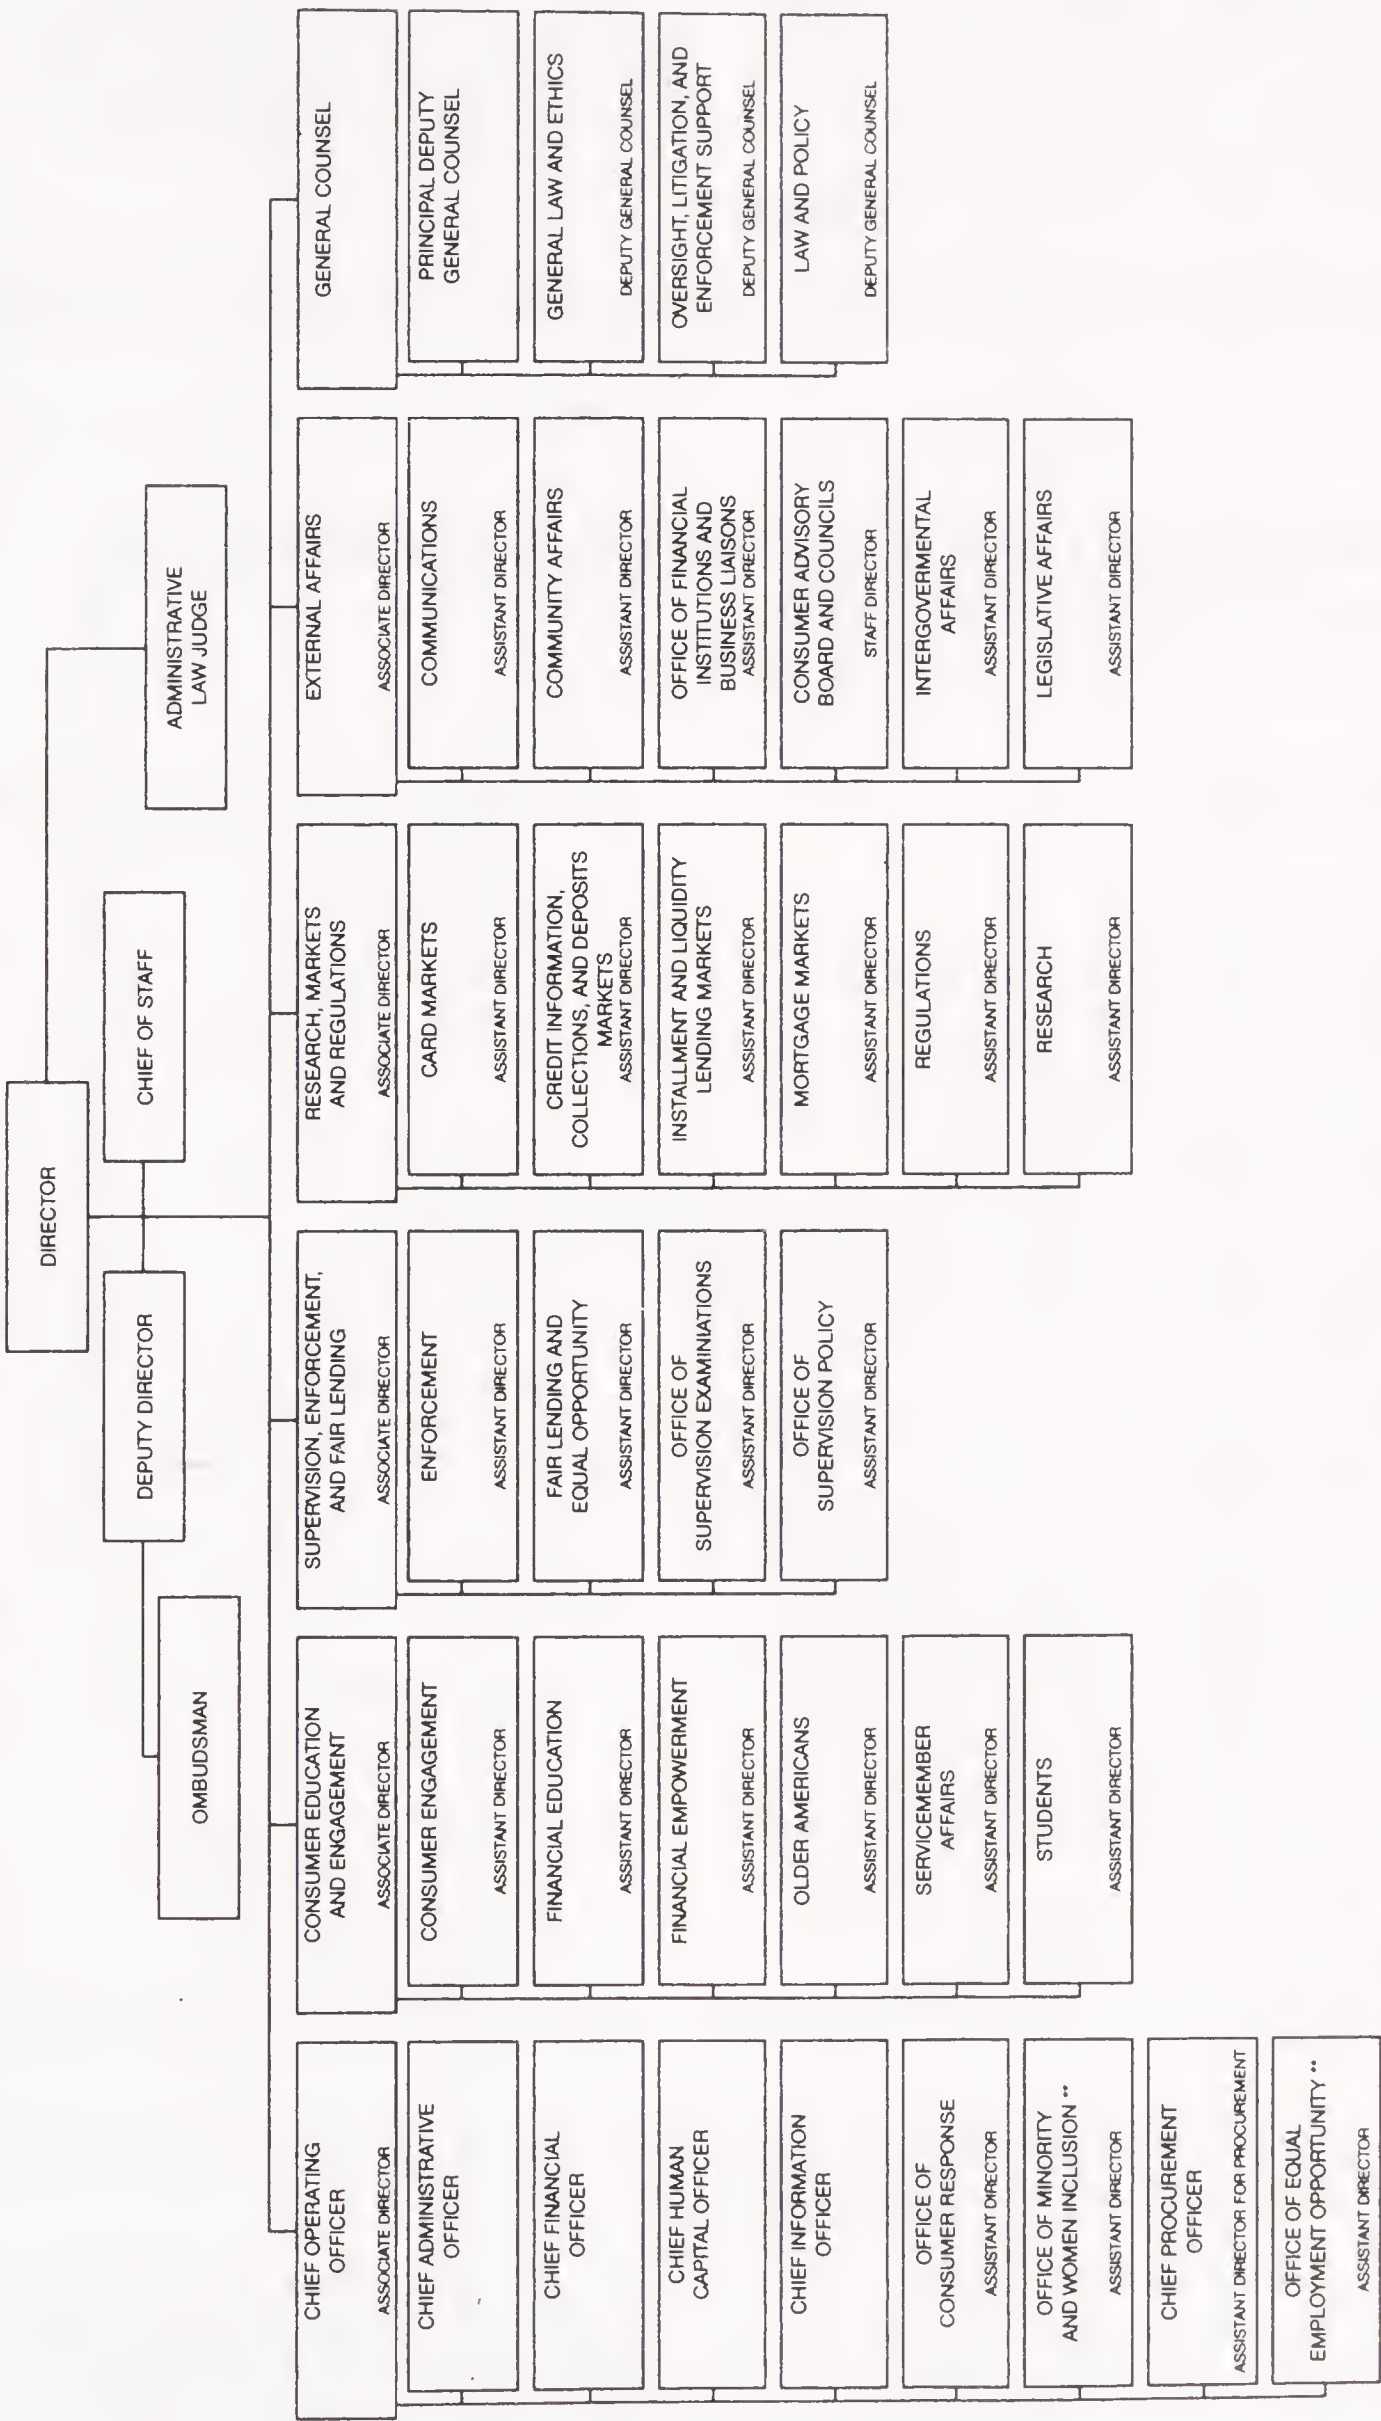 DIRECTOR
DEPUTY DIRECTOR
CHIEF OF STAFF
OMBUDSMAN
ADMINISTRATIVE
LAW JUDGE
CHIEF OPERATING
OFFICER
ASSOCIATE DIRECTOR
CHIEF ADMINISTRATIVE
OFFICER
CHIEF FINANCIAL
OFFICER
CHIEF HUMAN
CAPITAL OFFICER
CHIEF INFORMATION
OFFICER
OFFICE OF
CONSUMER RESPONSE
ASSISTANT DIRECTOR
OFFICE OF MINORITY
AND WOMEN INCLUSION **
ASSISTANT DIRECTOR
CHIEF PROCUREMENT
OFFICER
ASSISTANT DIRECTOR FOR PROCUREMENT
OFFICE OF EQUAL
EMPLOYMENT OPPORTUNITY **
ASSISTANT DIRECTOR
CONSUMER EDUCATION
AND ENGAGEMENT
ASSOCIATE DIRECTOR
CONSUMER ENGAGEMENT
ASSISTANT DIRECTOR
FINANCIAL EDUCATION
ASSISTANT DIRECTOR
FINANCIAL EMPOWERMENT
ASSISTANT DIRECTOR
OLDER AMERICANS
ASSISTANT DIRECTOR
SERVICEMEMBER
AFFAIRS
ASSISTANT DIRECTOR
STUDENTS
ASSISTANT DIRECTOR
SUPERVISION, ENFORCEMENT,
AND FAIR LENDING
ASSOCIATE DIRECTOR
ENFORCEMENT
ASSISTANT DIRECTOR
FAIR LENDING AND
EQUAL OPPORTUNITY
ASSISTANT DIRECTOR
OFFICE OF
SUPERVISION EXAMINIATIONS
ASSISTANT DIRECTOR
OFFICE OF
SUPERVISION POLICY
ASSISTANT DIRECTOR
RESEARCH, MARKETS
AND REGULATIONS
ASSOCIATE DIRECTOR
CARD MARKETS
ASSISTANT DIRECTOR
CREDIT INFORMATION,
COLLECTIONS, AND DEPOSITS
MARKETS
ASSISTANT DIRECTOR
INSTALLMENT AND LIQUIDITY
LENDING MARKETS
ASSISTANT DIRECTOR
MORTGAGE MARKETS
ASSISTANT DIRECTOR
REGULATIONS
ASSISTANT DIRECTOR
RESEARCH
ASSISTANT DIRECTOR
EXTERNAL AFFAIRS
ASSOCIATE DIRECTOR
COMMUNICATIONS
ASSISTANT DIRECTOR
COMMUNITY AFFAIRS
ASSISTANT DIRECTOR
OFFICE OF FINANCIAL
INSTITUTIONS AND
BUSINESS LIAISONS
ASSISTANT DIRECTOR
CONSUMER ADVISORY
BOARD AND COUNCILS
STAFF DIRECTOR
INTERGOVERMENTAL
AFFAIRS
ASSISTANT DIRECTOR
LEGISLATIVE AFFAIRS
ASSISTANT DIRECTOR
GENERAL COUNSEL
PRINCIPAL DEPUTY
GENERAL COUNSEL
GENERAL LAW AND ETHICS
DEPUTY GENERAL COUNSEL
OVERSIGHT, LITIGATION, AND
ENFORCEMENT SUPPORT
DEPUTY GENERAL COUNSEL
LAW AND POLICY
DEPUTY GENERAL COUNSEL